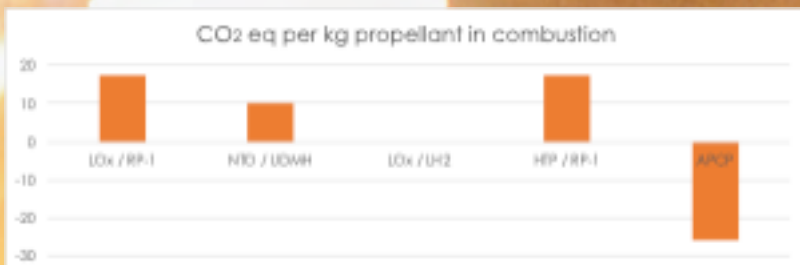 CO2 eq per kg propellant in combustion
20
10
0
LOx / RP-1
NTO / UDMH
LOx / LH2
HTP / RP-1
APCP
-10
-20
-30